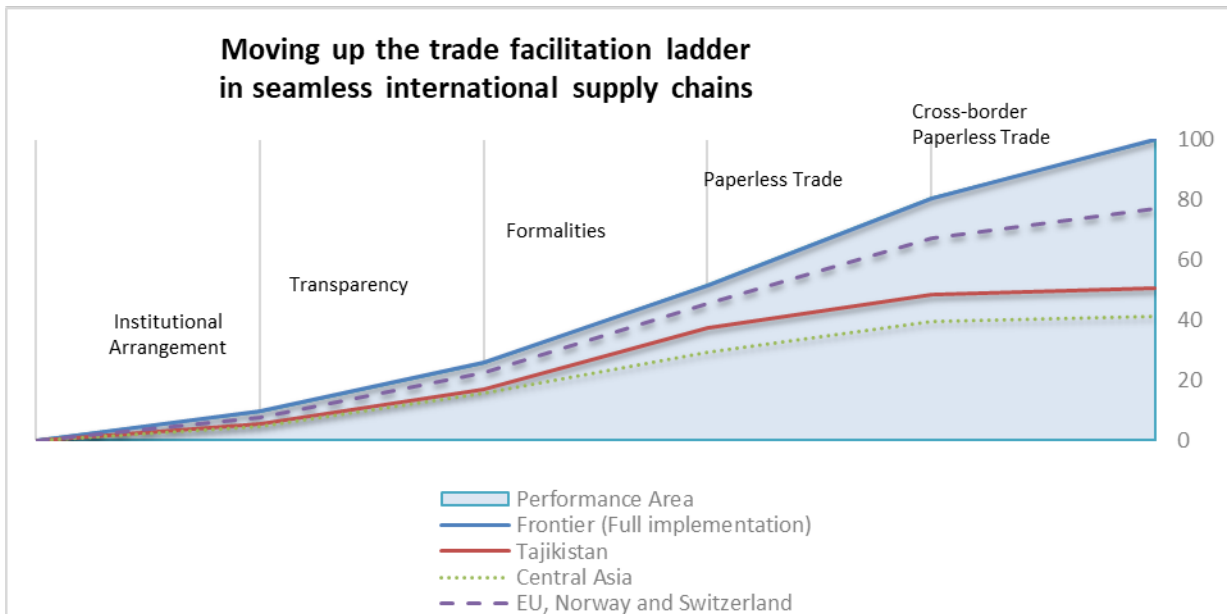 Moving up the trade facilitation ladder
in seamless international supply chains
Cross-border
Paperless Trade
Paperless Trade
Formalities
Transparency
Institutional
Arrangement
100
80
60
40
20
0
Performance Area
Frontier (Full implementation)
Tajikistan
Central Asia
EU, Norway and Switzerland